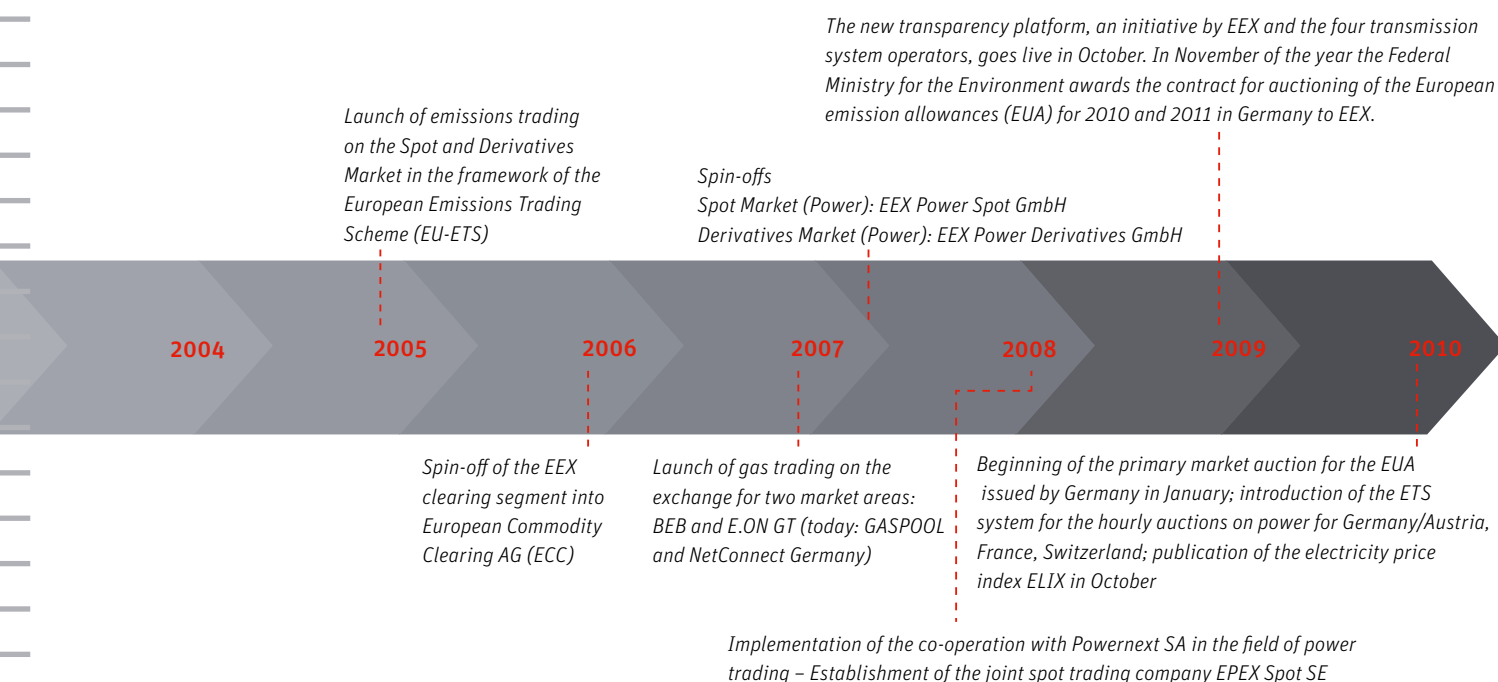 The new transparency platform, an initiative by EEX and the four transmission
system operators, goes live in October. In November of the year the Federal
Ministry for the Environment awards the contract for auctioning of the European
emission allowances (EUA) for 2010 and 2011 in Germany to EEX.
Launch of emissions trading
on the Spot and Derivatives
Market in the framework of the
European Emissions Trading
Scheme (EU-ETS)
Spin-offs
Spot Market (Power): EEX Power Spot GmbH
Derivatives Market (Power): EEX Power Derivatives GmbH
2004
2005
2006
2007
2008
2009
2010
Spin-off of the EEX
clearing segment into
European Commodity
Clearing AG (ECC)
Launch of gas trading on the
exchange for two market areas:
BEB and E.ON GT (today: GASPOOL
and NetConnect Germany)
Beginning of the primary market auction for the EUA
issued by Germany in January; introduction of the ETS
system for the hourly auctions on power for Germany/Austria,
France, Switzerland; publication of the electricity price
index ELIX in October
Implementation of the co-operation with Powernext SA in the field of power
trading – Establishment of the joint spot trading company EPEX Spot SE